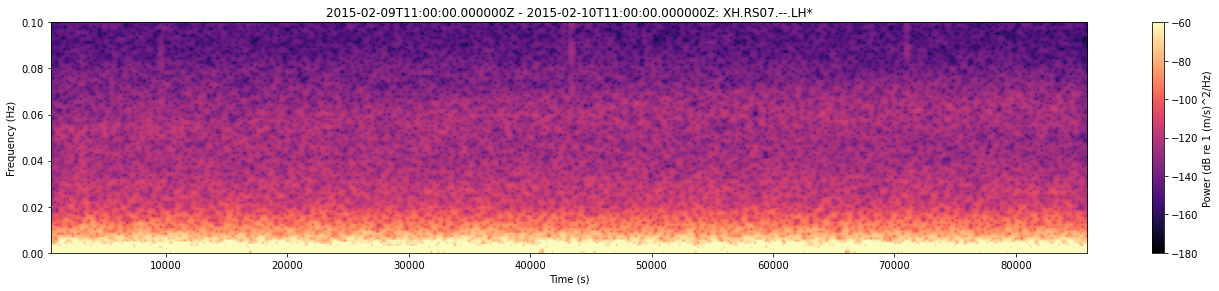 2015-02-09T11:00:00.000000Z - 2015-02-10T11:00:00.000000Z: XH.RS07.--.LH*
Frequency (Hz)
0.10
0.08
0.06
0.04
0.02
0.00
10000 20000 30000 40000 50000 60000 70000 80000
Time (s)
−60
−80
−100
−120
−140
−160
−180
Power (dB re 1 (m/s)^2/Hz)